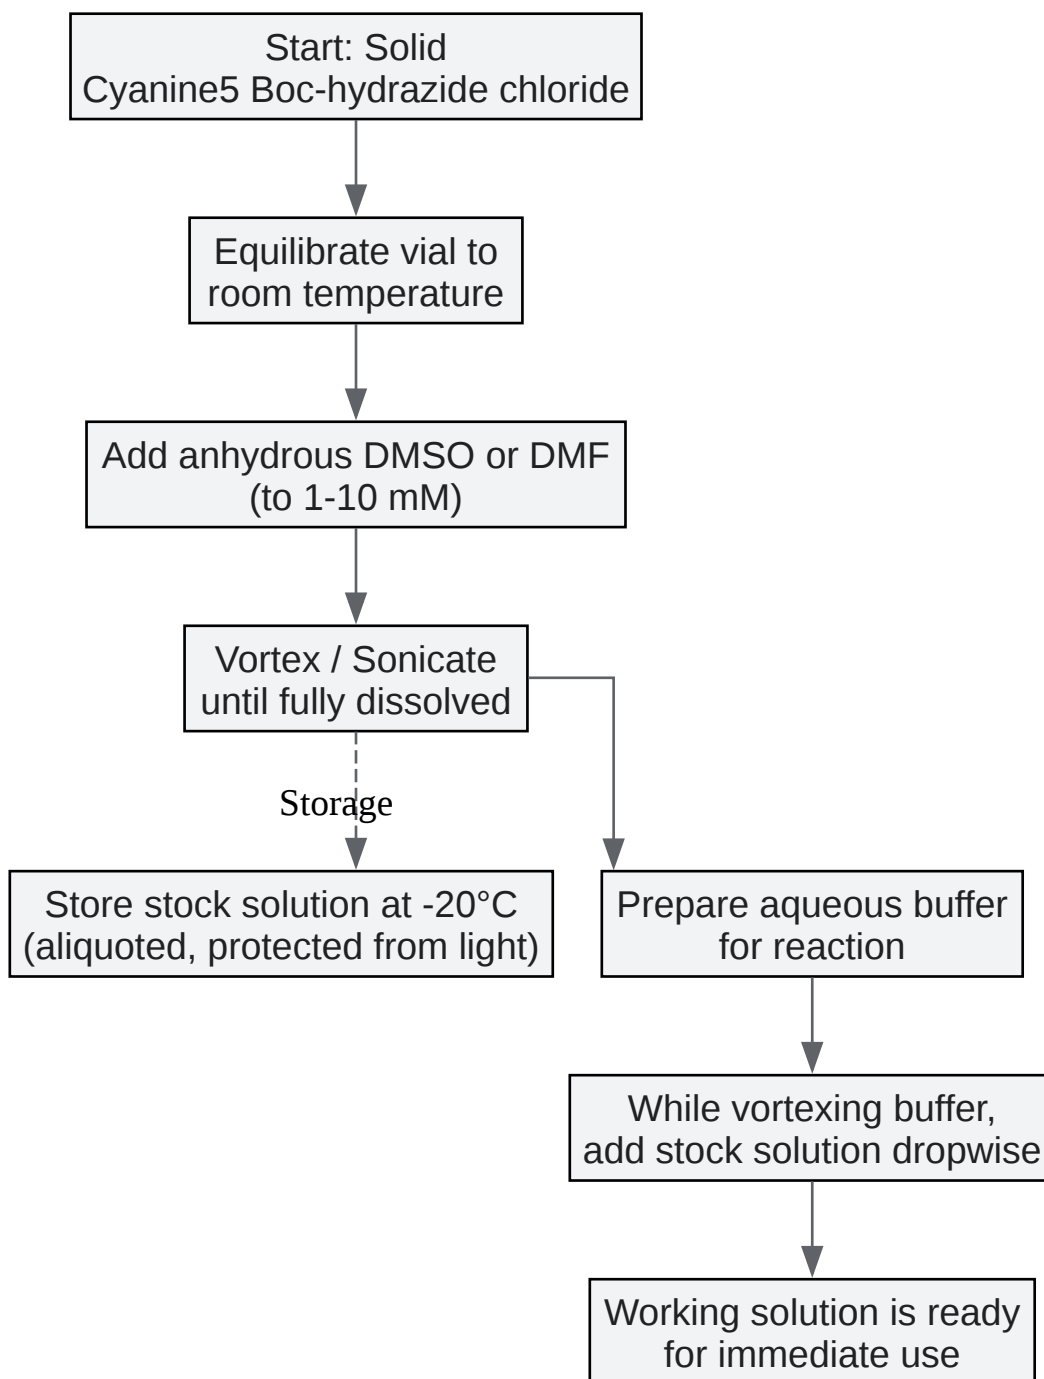 Start: Solid
Cyanine5 Boc-hydrazide chloride
Equilibrate vial to
room temperature
Add anhydrous DMSO or DMF
(to 1-10 mM)
Vortex / Sonicate
until fully dissolved
Storage
Store stock solution at -20°C
(aliquoted, protected from light)
Prepare aqueous buffer
for reaction
While vortexing buffer,
add stock solution dropwise
Working solution is ready
for immediate use